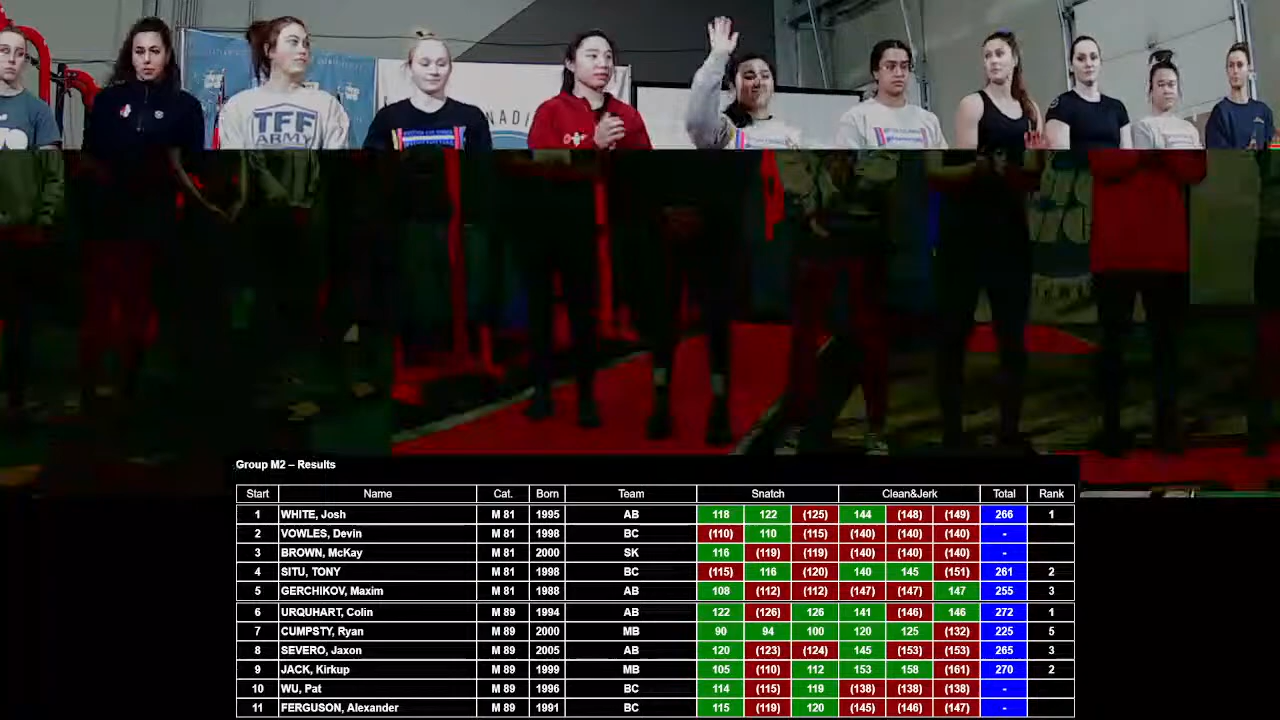 TFF
ARMY
NADI
Group M2 – Results
Start Name Cat. Born Team Snatch Clean&Jerk Total Rank
1 WHITE, Josh M 81 1995 AB 118 122 (125) 144 (148) (149) 266 1
2 VOWLES, Devin M 81 1998 BC (110) 110 (115) (140) (140) (140) -
3 BROWN, McKay M 81 2000 SK 116 (119) (119) (140) (140) (140) -
4 SITU, TONY M 81 1998 BC (115) 116 (120) 140 145 (151) 261 2
5 GERCHIKOV, Maxim M 81 1988 AB 108 (112) (112) (147) (147) 147 255 3
6 URQUHART, Colin M 89 1994 AB 122 (126) 126 141 (146) 146 272 1
7 CUMPSTY, Ryan M 89 2000 MB 90 94 100 120 125 (132) 225 5
8 SEVERO, Jaxon M 89 2005 AB 120 (123) (124) 145 (153) (153) 265 3
9 JACK, Kirkup M 89 1999 MB 105 (110) 112 153 158 (161) 270 2
10 WU, Pat M 89 1996 BC 114 (115) 119 (138) (138) (138) -
11 FERGUSON, Alexander M 89 1991 BC 115 (119) 120 (145) (146) (147) -